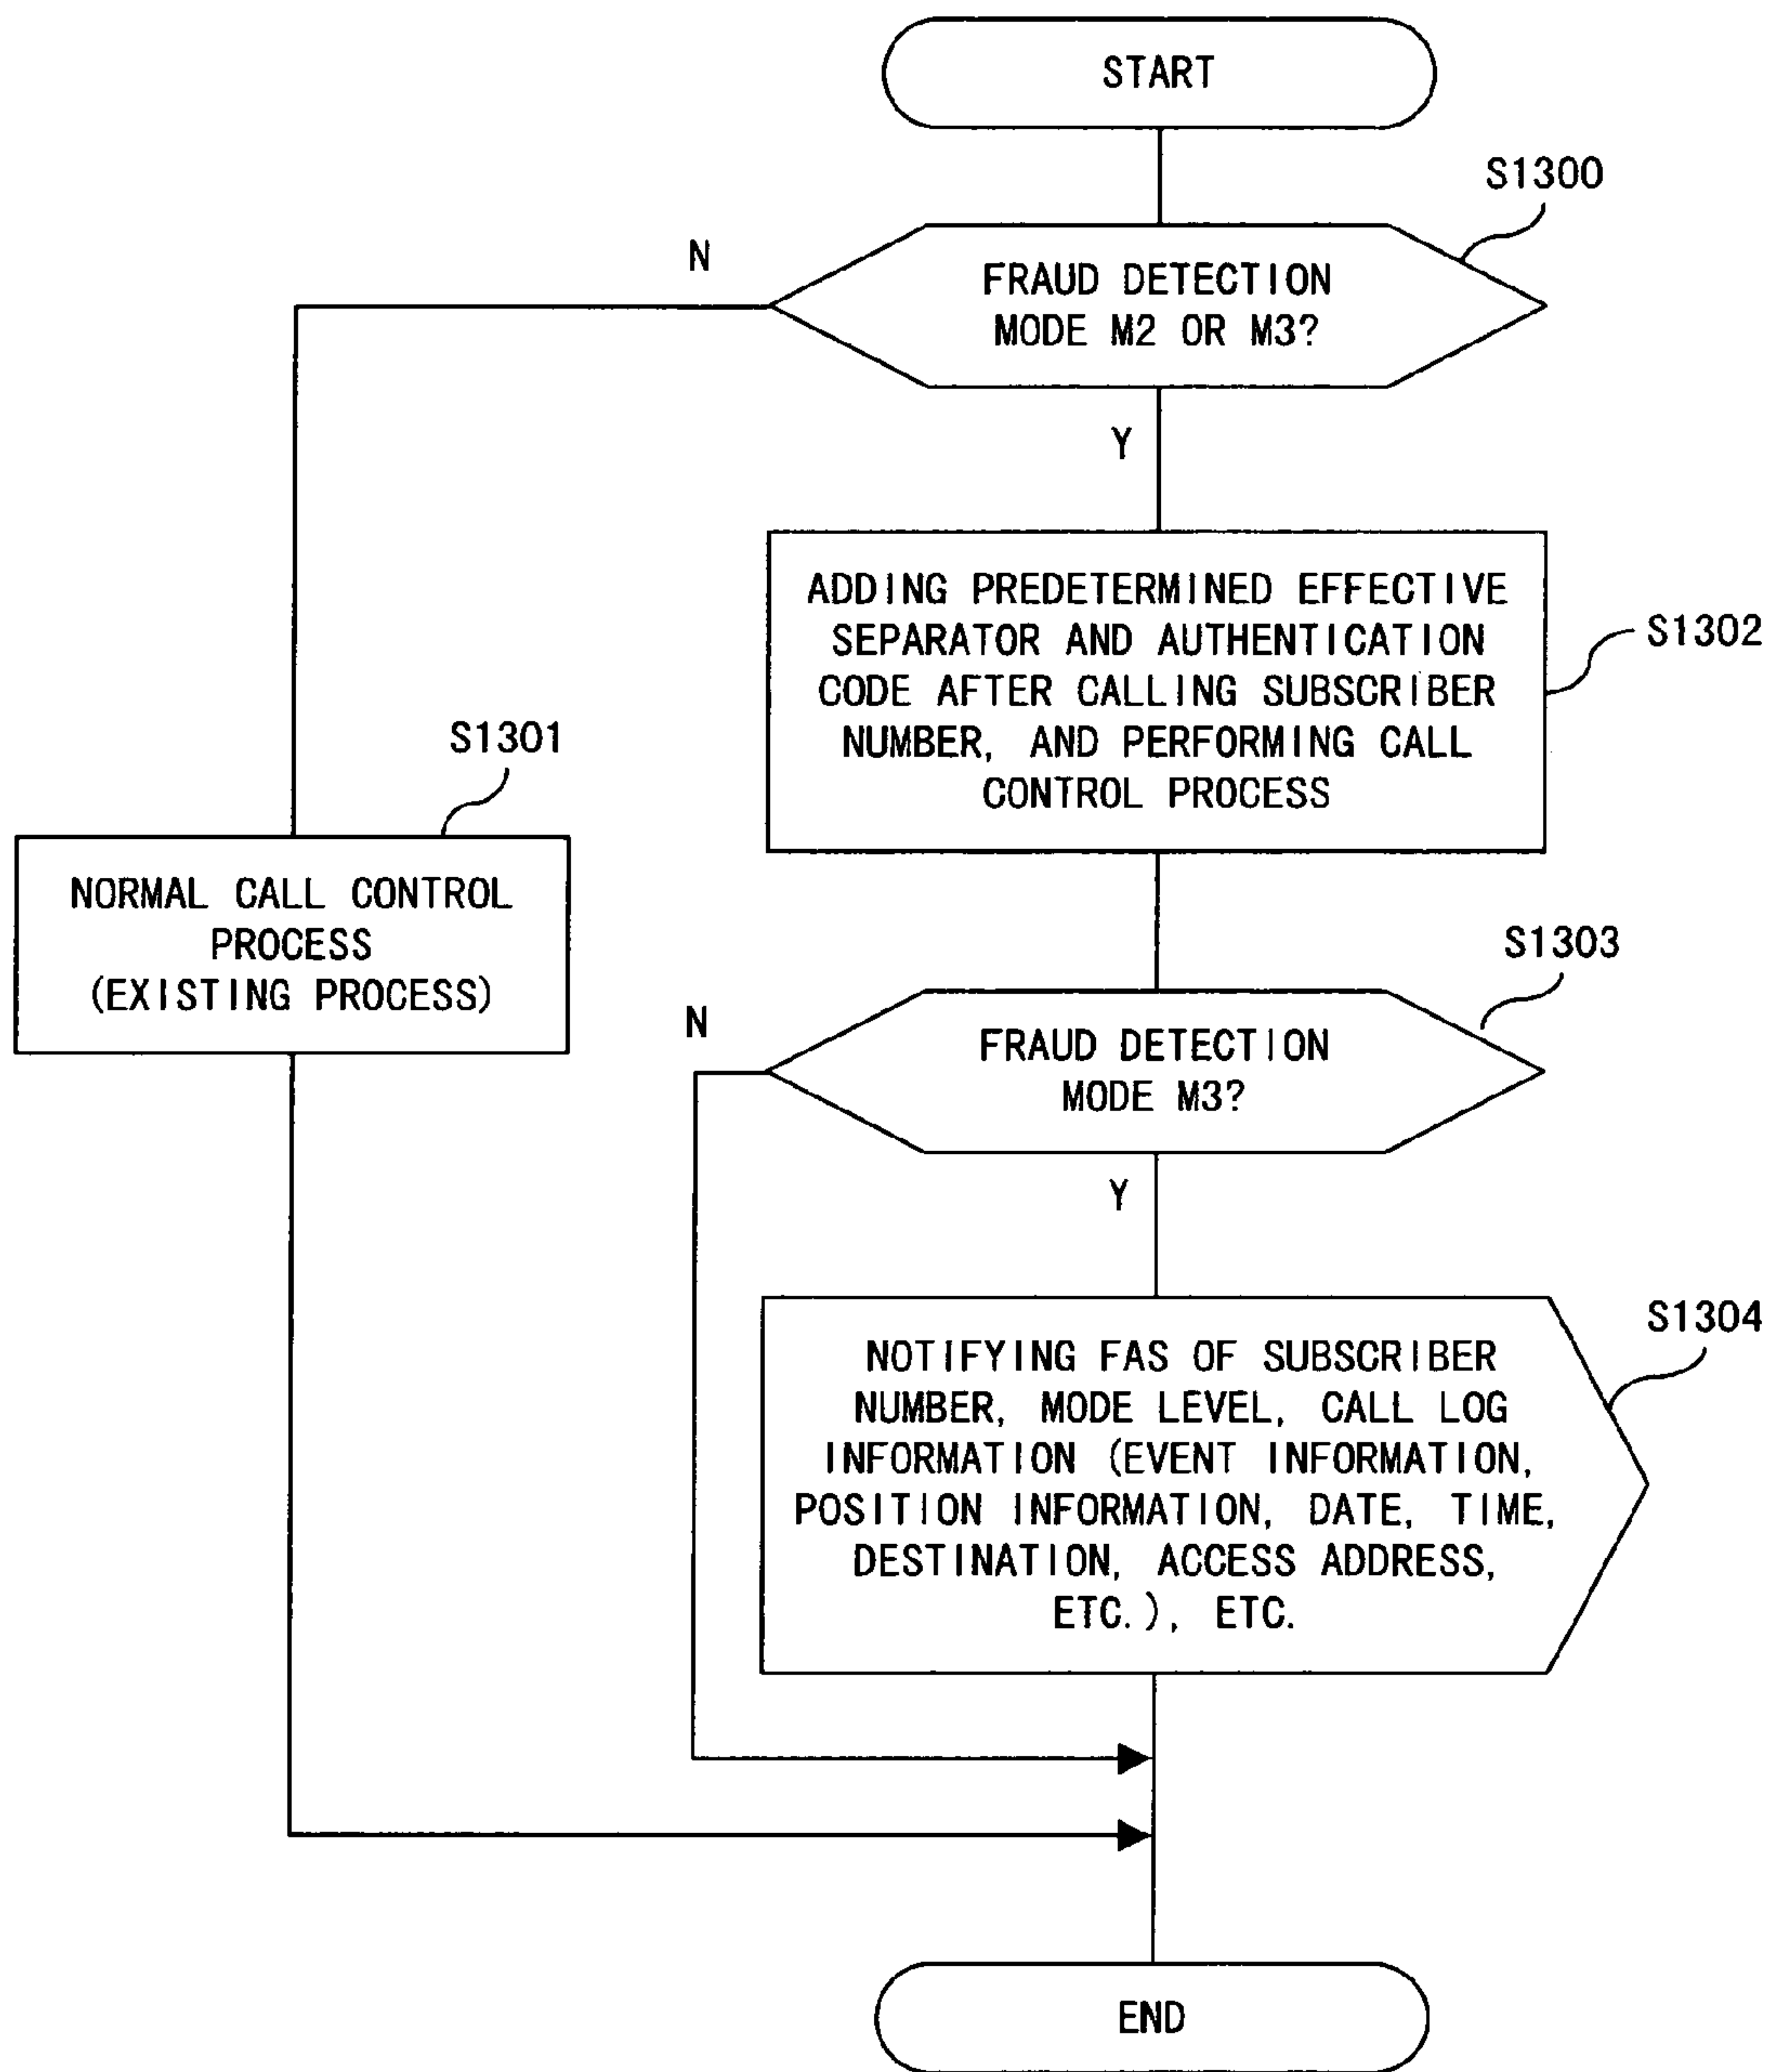 START
S1300
N
FRAUD DETECTION
MODE M2 OR M3?
Y
ADDING PREDETERMINED EFFECTIVE
SEPARATOR AND AUTHENTICATION
CODE AFTER CALLING SUBSCRIBER
NUMBER, AND PERFORMING CALL
CONTROL PROCESS
S1302
S1301
NORMAL CALL CONTROL
PROCESS
(EXISTING PROCESS)
S1303
N
FRAUD DETECTION
MODE M3?
Y
S1304
NOTIFYING FAS OF SUBSCRIBER
NUMBER, MODE LEVEL, CALL LOG
INFORMATION (EVENT INFORMATION,
POSITION INFORMATION, DATE, TIME,
DESTINATION, ACCESS ADDRESS,
ETC.), ETC.
END